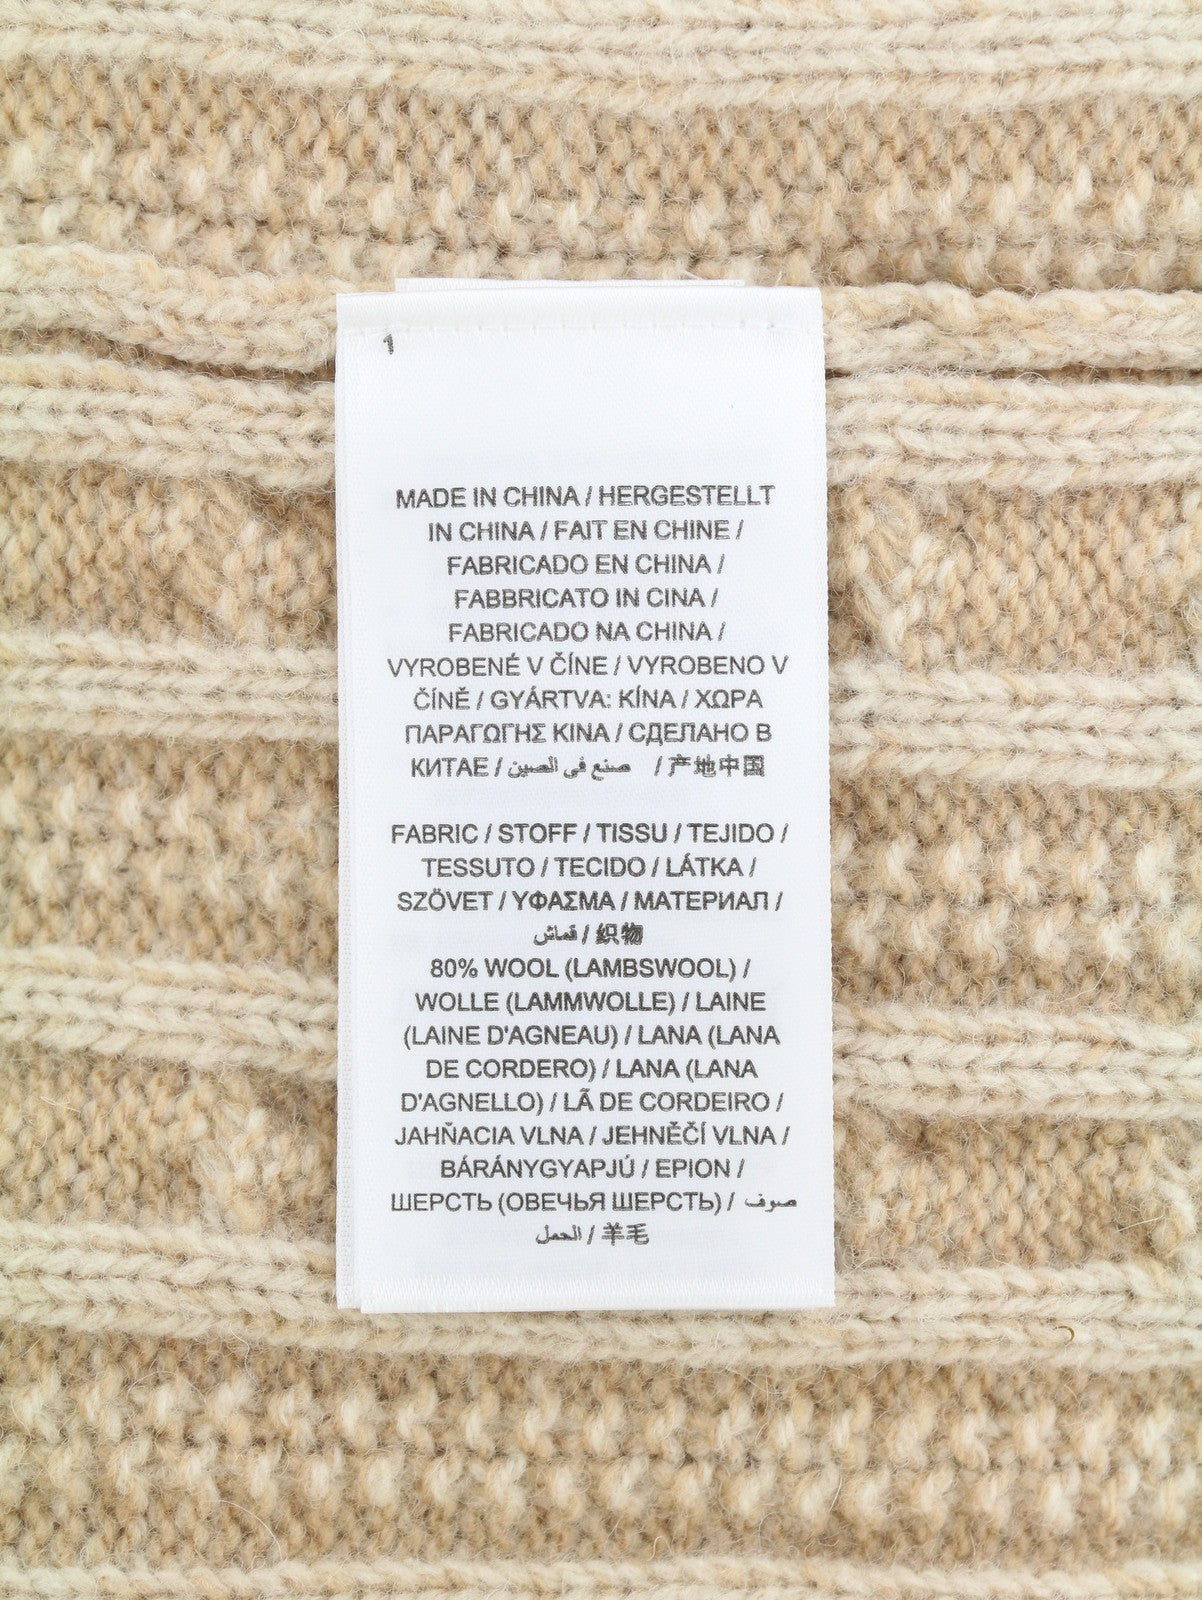 1
MADE IN CHINA / HERGESTELLT
IN CHINA / FAIT EN CHINE /
FABRICADO EN CHINA /
FABBRICATO IN CINA /
FABRICADO NA CHINA /
VYROBENÉ V ČÍNE / VYROBENO V
ČÍNĚ / GYÁRTVA: KÍNA / ΧΩΡΑ
ΠΑΡΑΓΩΓΗΣ ΚΙΝΑ / СДЕЛАНО В
КИТАЕ / صنع في الصين / 产地中国
FABRIC / STOFF / TISSU / TEJIDO /
TESSUTO / TECIDO / LÁTKA /
SZÖVET / ΥΦΑΣΜΑ / МАТЕРИАЛ /
قماش / 织物
80% WOOL (LAMBSWOOL) /
WOLLE (LAMMWOLLE) / LAINE
(LAINE D'AGNEAU) / LANA (LANA
DE CORDERO) / LANA (LANA
D'AGNELLO) / LÃ DE CORDEIRO /
JAHŇACIA VLNA / JEHNĚČÍ VLNA /
BÁRÁNYGYAPJÚ / ΕΡΙΟΝ /
ШЕРСТЬ (ОВЕЧЬЯ ШЕРСТЬ) / صوف
الحمل / 羊毛